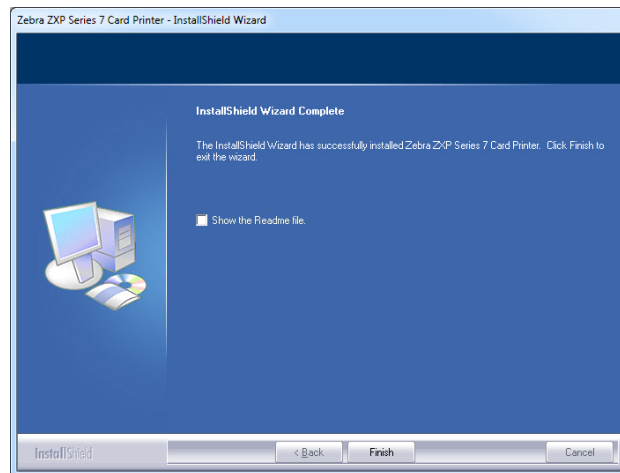 Zebra ZXP Series 7 Card Printer - InstallShield Wizard
InstallShield Wizard Complete
The InstallShield Wizard has successfully installed Zebra ZXP Series 7 Card Printer. Click Finish to
exit the wizard.
Show the Readme file.
InstallShield
< Back
Finish
Cancel